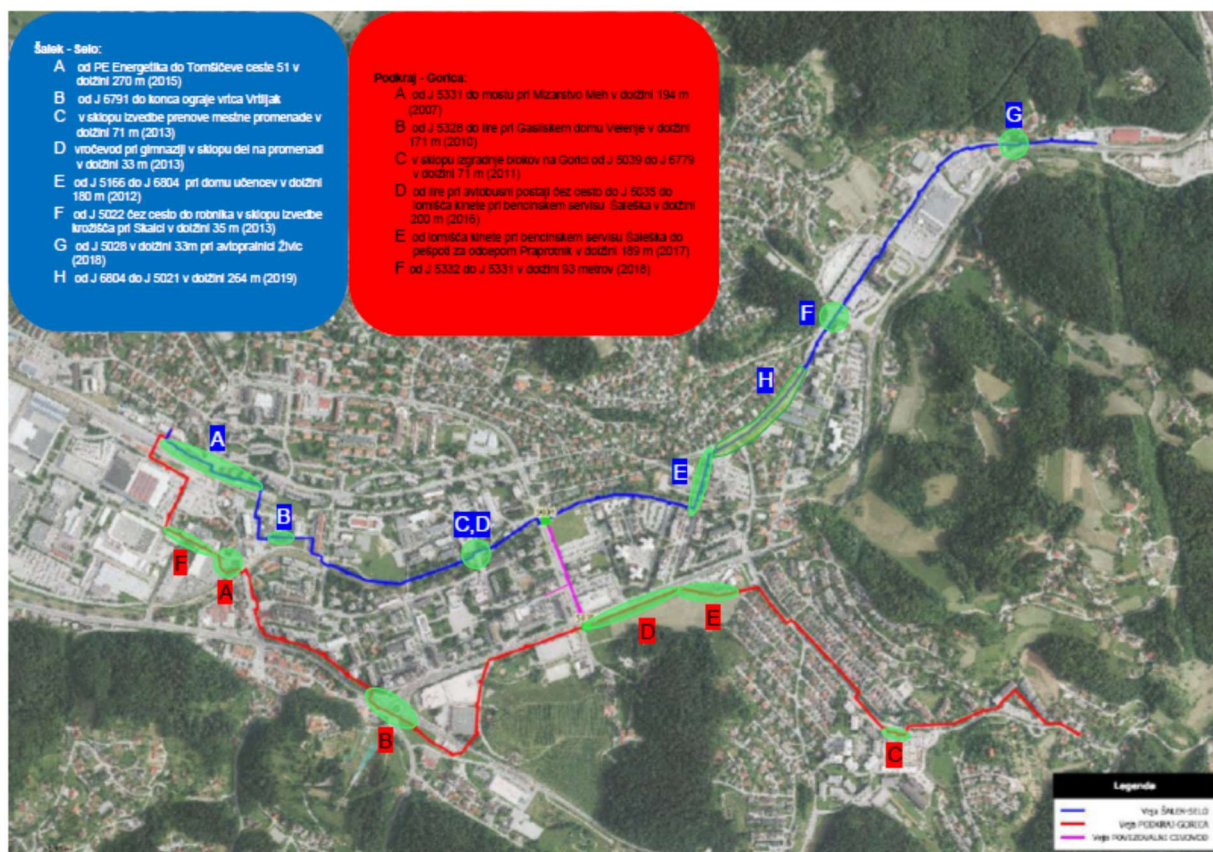 Šalek - Selo:
A od PE Energetika do Tomšičeve ceste 51 v
dolžini 270 m (2015)
B od J 6791 do konca ograje vrtca Vrtiljak
C v sklopu izvedbe prenove mestne promenade v
dolžini 71 m (2013)
D vročevod pri gimnaziji v sklopu del na promenadi
v dolžini 33 m (2013)
E od J 5166 do J 6804 pri domu učencev v dolžini
180 m (2012)
F od J 5022 čez cesto do robnika v sklopu izvedbe
krožišča pri Skalci v dolžini 35 m (2013)
G od J 5028 v dolžini 33m pri avtopralnici Živic
(2018)
H od J 6804 do J 5021 v dolžini 264 m (2019)
Podkraj - Gorica:
A od J 5331 do mostu pri Mizarstvo Meh v dolžini 194 m
(2007)
B od J 5328 do lire pri Gasilskem domu Velenje v dolžini
171 m (2010)
C v sklopu izgradnje blokov na Gorici od J 5039 do J 6779
v dolžini 71 m (2011)
D od lire pri avtobusni postaji čez cesto do J 5035 do
lomišča kinete pri bencinskem servisu Šaleška v dolžini
200 m (2016)
E od lomišča kinete pri bencinskem servisu Šaleška do
pešpoti za odcepom Praprotnik v dolžini 189 m (2017)
F od J 5332 do J 5331 v dolžini 93 metrov (2018)
G
F
H
A
E
B
C,D
F
A
E
D
B
C
Legenda
Veja ŠALEK-SELO
Veja PODKRAJ-GORICA
Veja POVEZOVALNI CEVOVOD